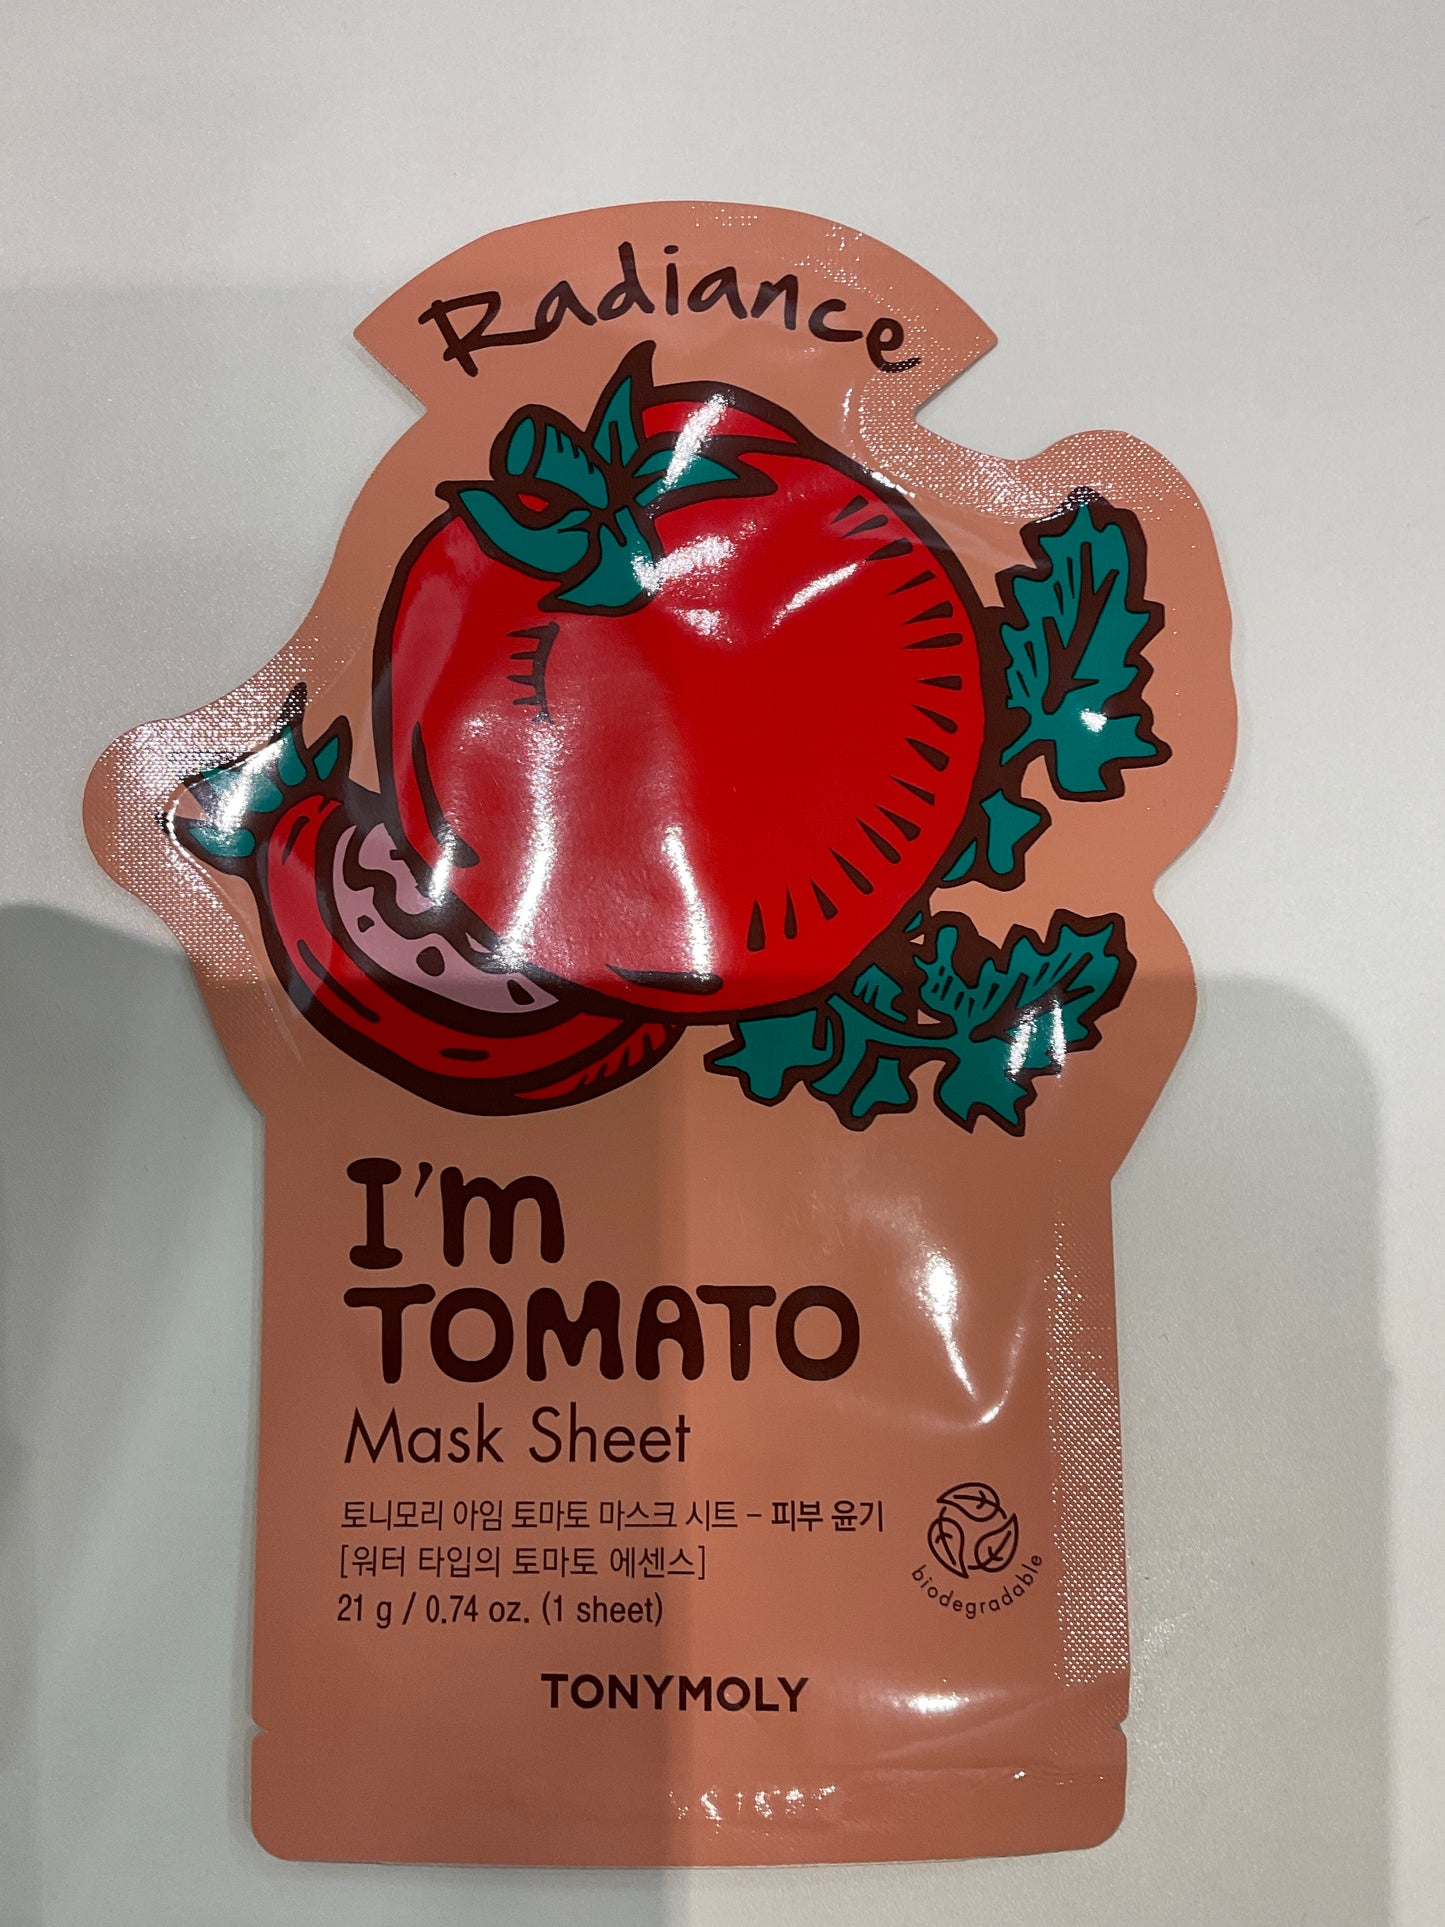 Radiance
I'm
TOMATO
Mask Sheet
토니모리 아임 토마토 마스크 시트 - 피부 윤기
[워터 타입의 토마토 에센스]
21 g / 0.74 oz. (1 sheet)
biodegradable
TONYMOLY